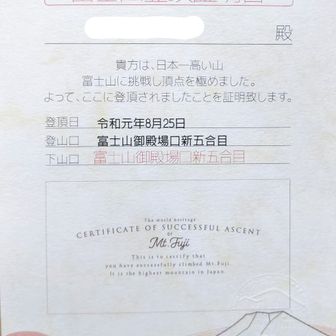 殿
貴方は、日本一高い山
富士山に挑戦し頂点を極めました。
よって、ここに登頂されましたことを証明致します。
登頂日 令和元年8月25日
登山口 富士山御殿場口新五合目
下山口 富士山御殿場口新五合目
The world heritage
CERTIFICATE OF SUCCESSFUL ASCENT
OF
Mt.Fuji
This is to certify that
you have successfully climbed Mt.Fuji.
It is the highest mountain in Japan.